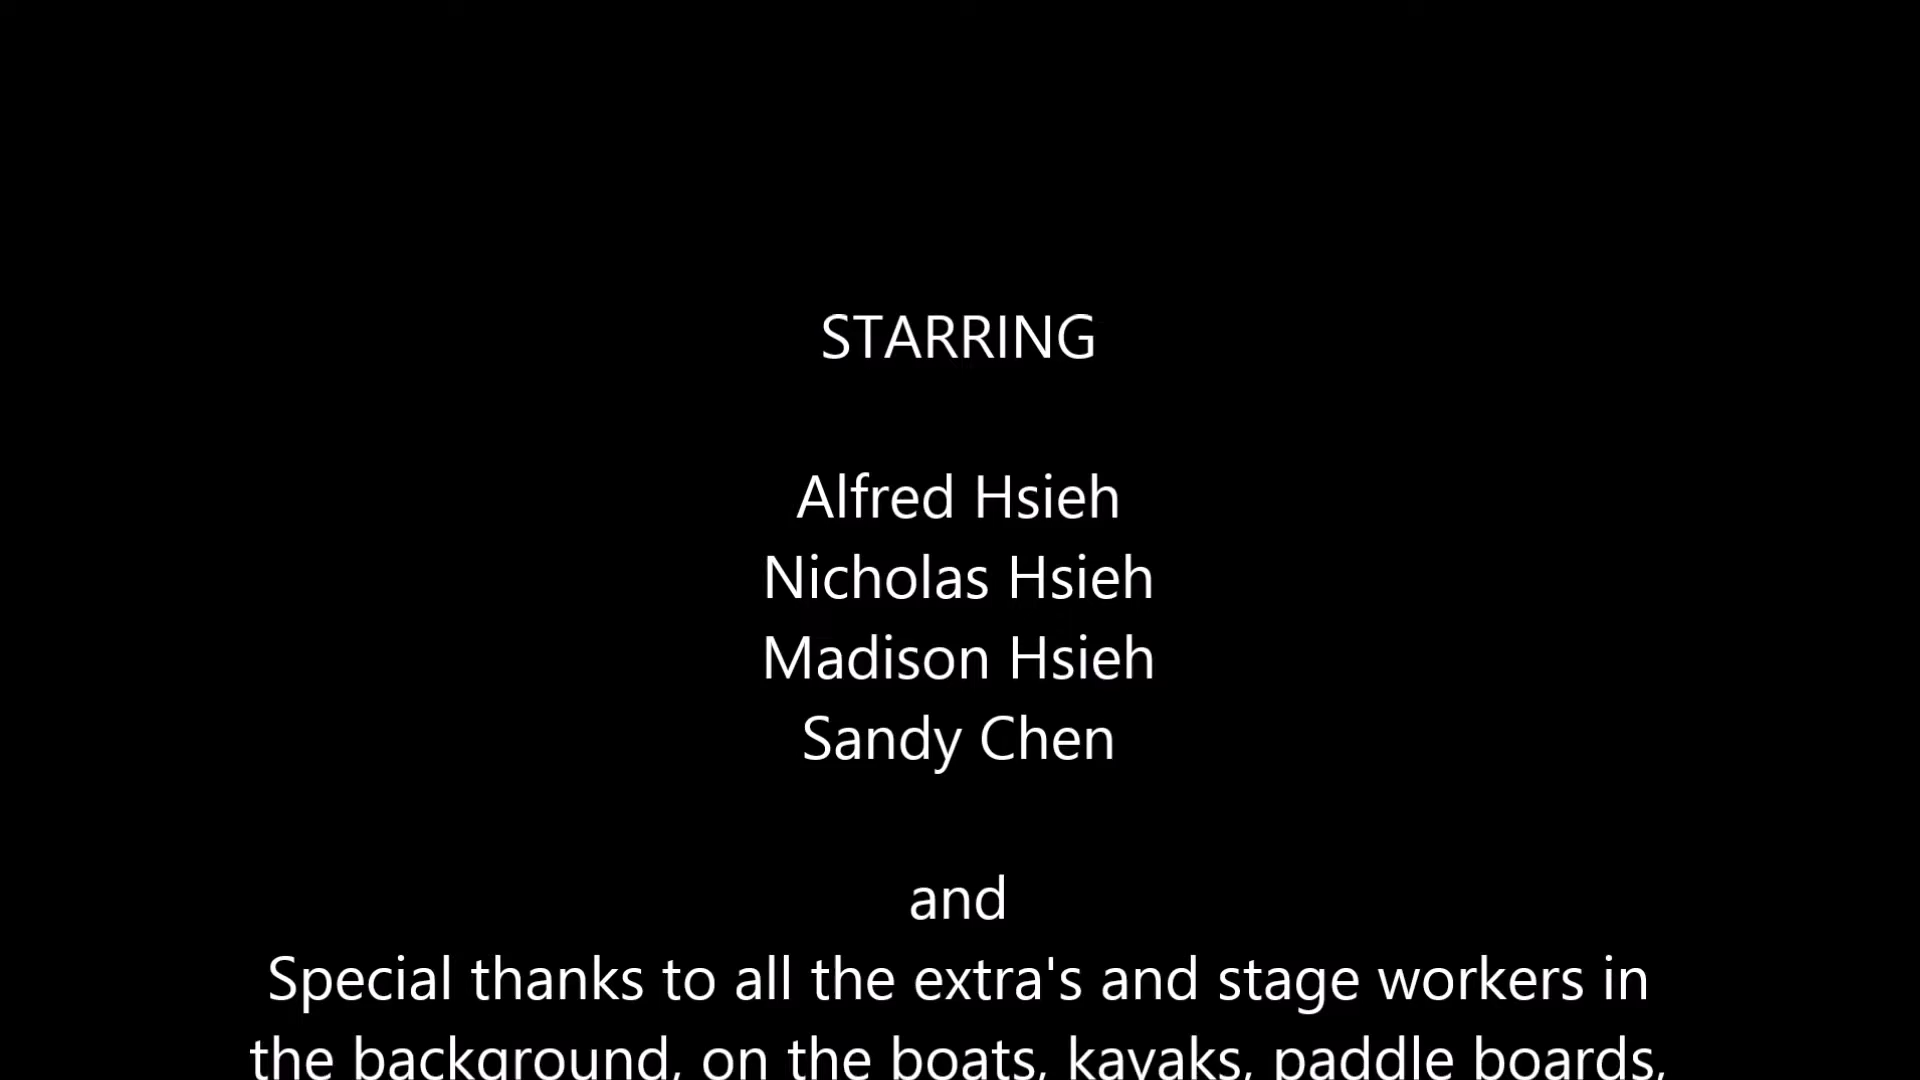 STARRING
Alfred Hsieh
Nicholas Hsieh
Madison Hsieh
Sandy Chen
and
Special thanks to all the extra's and stage workers in
the background, on the boats, kayaks, paddle boards,